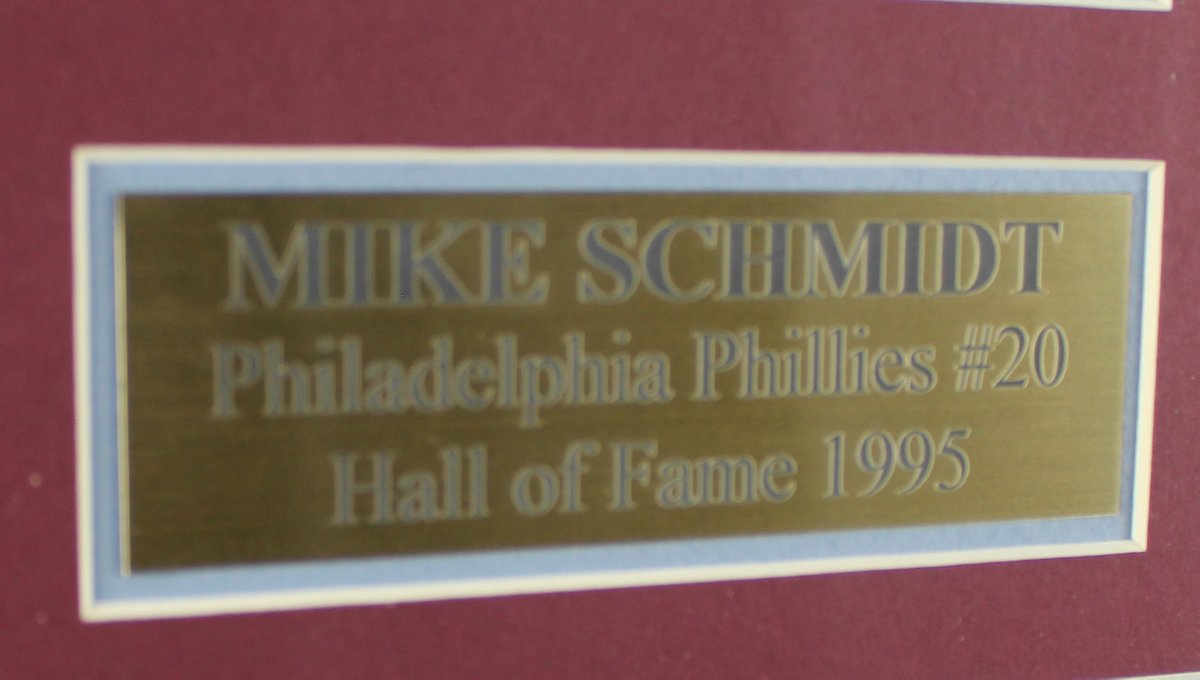 MIKE SCHMIDT
Philadelphia Phillies #20
Hall of Fame 1995